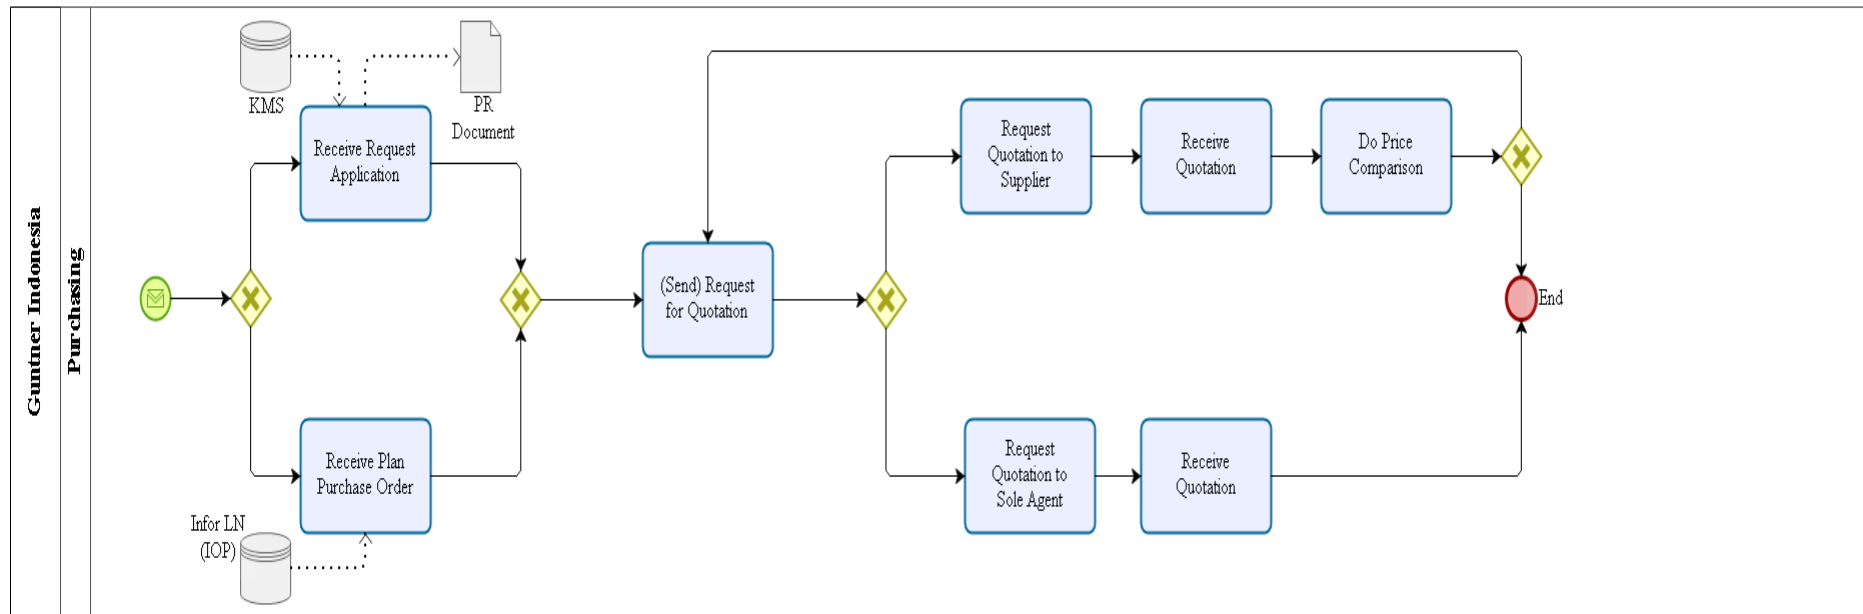 Guntner Indonesia
Purchasing
KMS
PR
Document
Receive Request
Application
Receive Plan
Purchase Order
Infor LN
(IOP)
(Send) Request
for Quotation
Request
Quotation to
Supplier
Receive
Quotation
Do Price
Comparison
Request
Quotation to
Sole Agent
Receive
Quotation
End